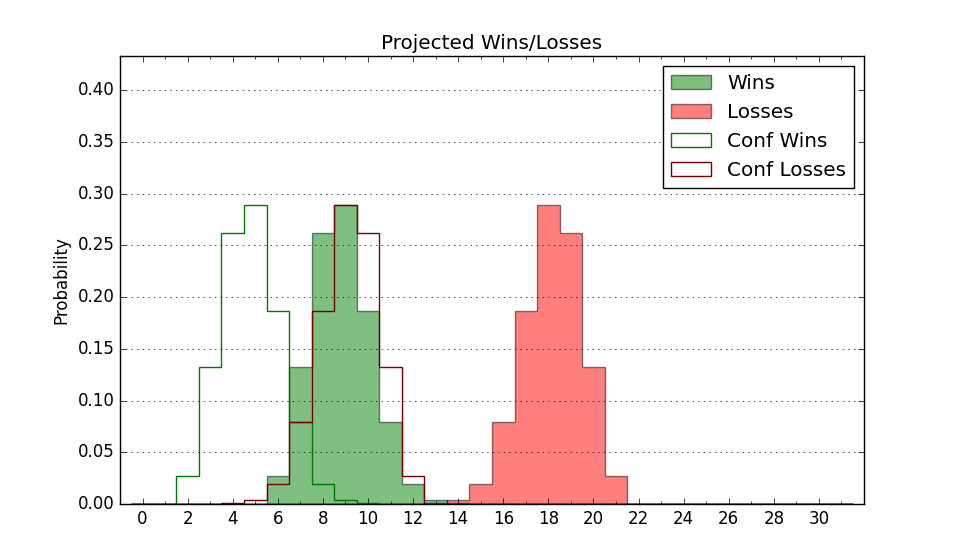 Projected Wins/Losses
Wins
Losses
Conf Wins
Conf Losses
Probability
0.40
0.35
0.30
0.25
0.20
0.15
0.10
0.05
0.00
0 2 4 6 8 10 12 14 16 18 20 22 24 26 28 30